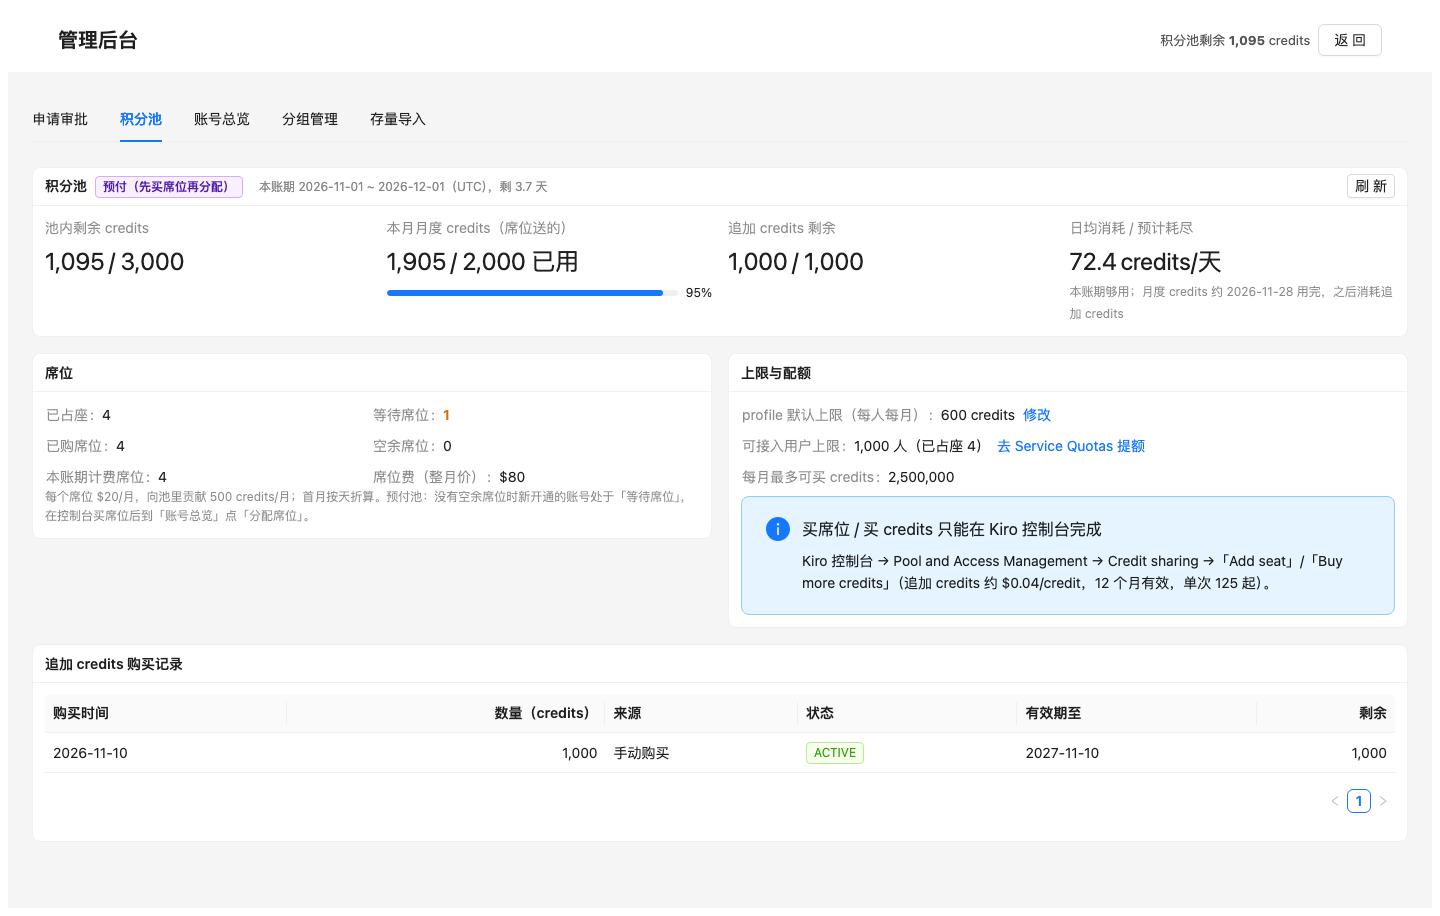 管理后台
积分池剩余 1,095 credits
返 回
申请审批
积分池
账号总览
分组管理
存量导入
积分池
预付（先买席位再分配）
本账期 2026-11-01 ~ 2026-12-01（UTC），剩 3.7 天
刷 新
池内剩余 credits
1,095 / 3,000
本月月度 credits（席位送的）
1,905 / 2,000 已用
95%
追加 credits 剩余
1,000 / 1,000
日均消耗 / 预计耗尽
72.4 credits/天
本账期够用；月度 credits 约 2026-11-28 用完，之后消耗追
加 credits
席位
已占座：4
等待席位：1
已购席位：4
空余席位：0
本账期计费席位：4
席位费（整月价）：$80
每个席位 $20/月，向池里贡献 500 credits/月；首月按天折算。预付池：没有空余席位时新开通的账号处于「等待席位」，
在控制台买席位后到「账号总览」点「分配席位」。
上限与配额
profile 默认上限（每人每月）：600 credits 修改
可接入用户上限：1,000 人（已占座 4） 去 Service Quotas 提额
每月最多可买 credits：2,500,000
买席位 / 买 credits 只能在 Kiro 控制台完成
Kiro 控制台 → Pool and Access Management → Credit sharing →「Add seat」/「Buy
more credits」（追加 credits 约 $0.04/credit，12 个月有效，单次 125 起）。
追加 credits 购买记录
购买时间 数量（credits） 来源 状态 有效期至 剩余
2026-11-10 1,000 手动购买 ACTIVE 2027-11-10 1,000
1